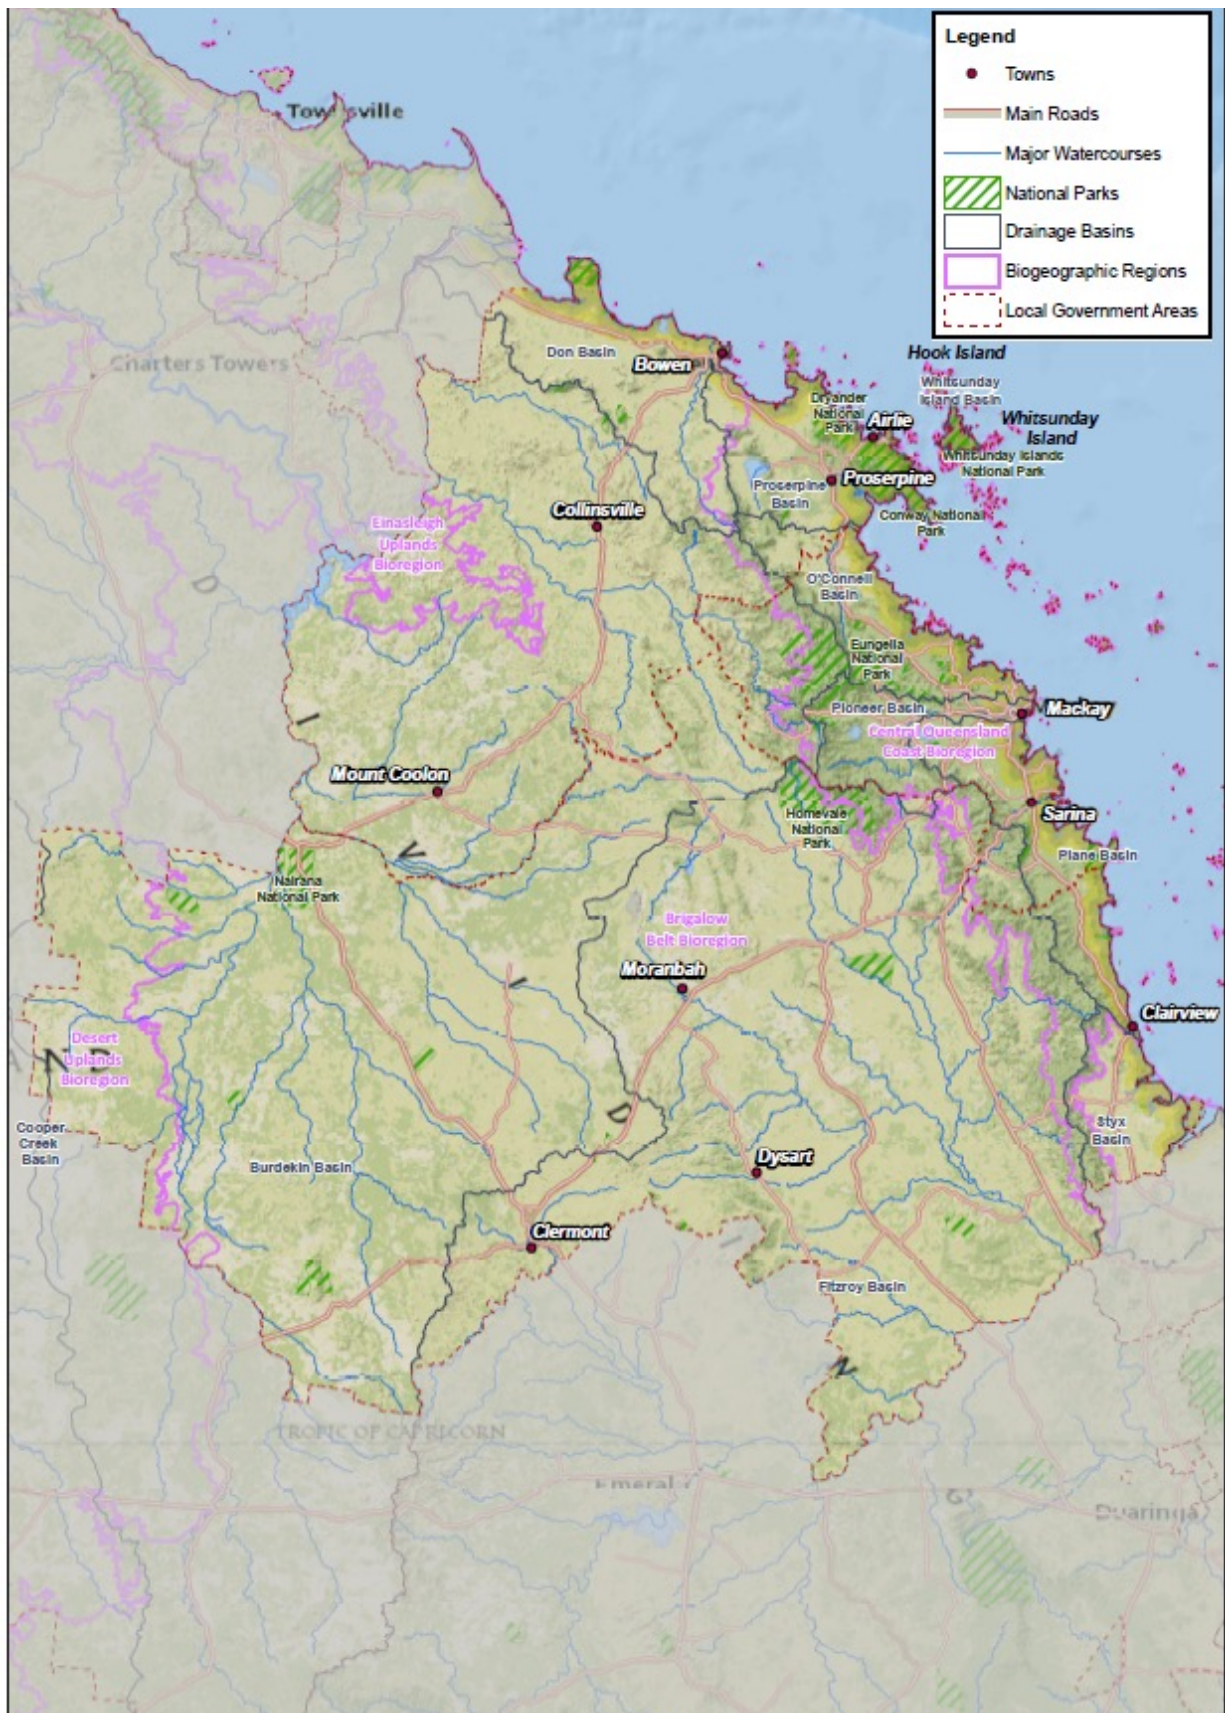 Legend
Towns
Main Roads
Major Watercourses
National Parks
Drainage Basins
Biogeographic Regions
Local Government Areas
Charters Towers
Don Basin
Bowen
Hook Island
Whitsunday
Island Basin
Whitsunday
Island
Whitsunday Islands
National Park
Dryander
National
Park
Airlie
Proserpine
Proserpine
Basin
Conway National
Park
Collinsville
Einasleigh
Uplands
Bioregion
O'Connell
Basin
Eungella
National
Park
Pioneer Basin
Mackay
Central Queensland
Coast Bioregion
Mount Coolon
Sarina
Homevale
National
Park
Plane Basin
Nairana
National Park
Brigalow
Belt Bioregion
Moranbah
Clairview
Desert
Uplands
Bioregion
Cooper
Creek
Basin
Styx
Basin
Burdekin Basin
Dysart
Clermont
Fitzroy Basin
TROPIC OF CAPRICORN
Duaringa